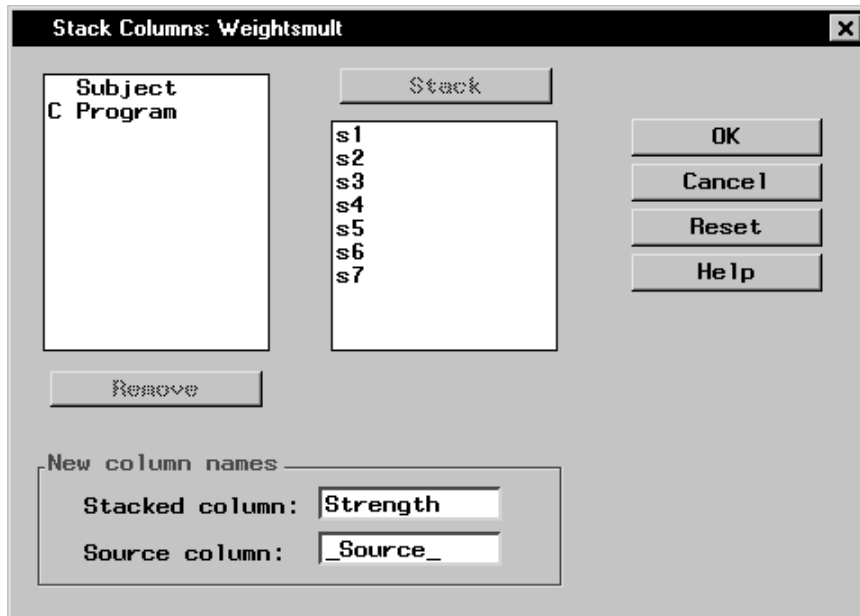 Stack Columns: Weightsmult
Subject
C Program
Stack
s1
s2
s3
s4
s5
s6
s7
OK
Cancel
Reset
Help
Remove
New column names
Stacked column: Strength
Source column: _Source_